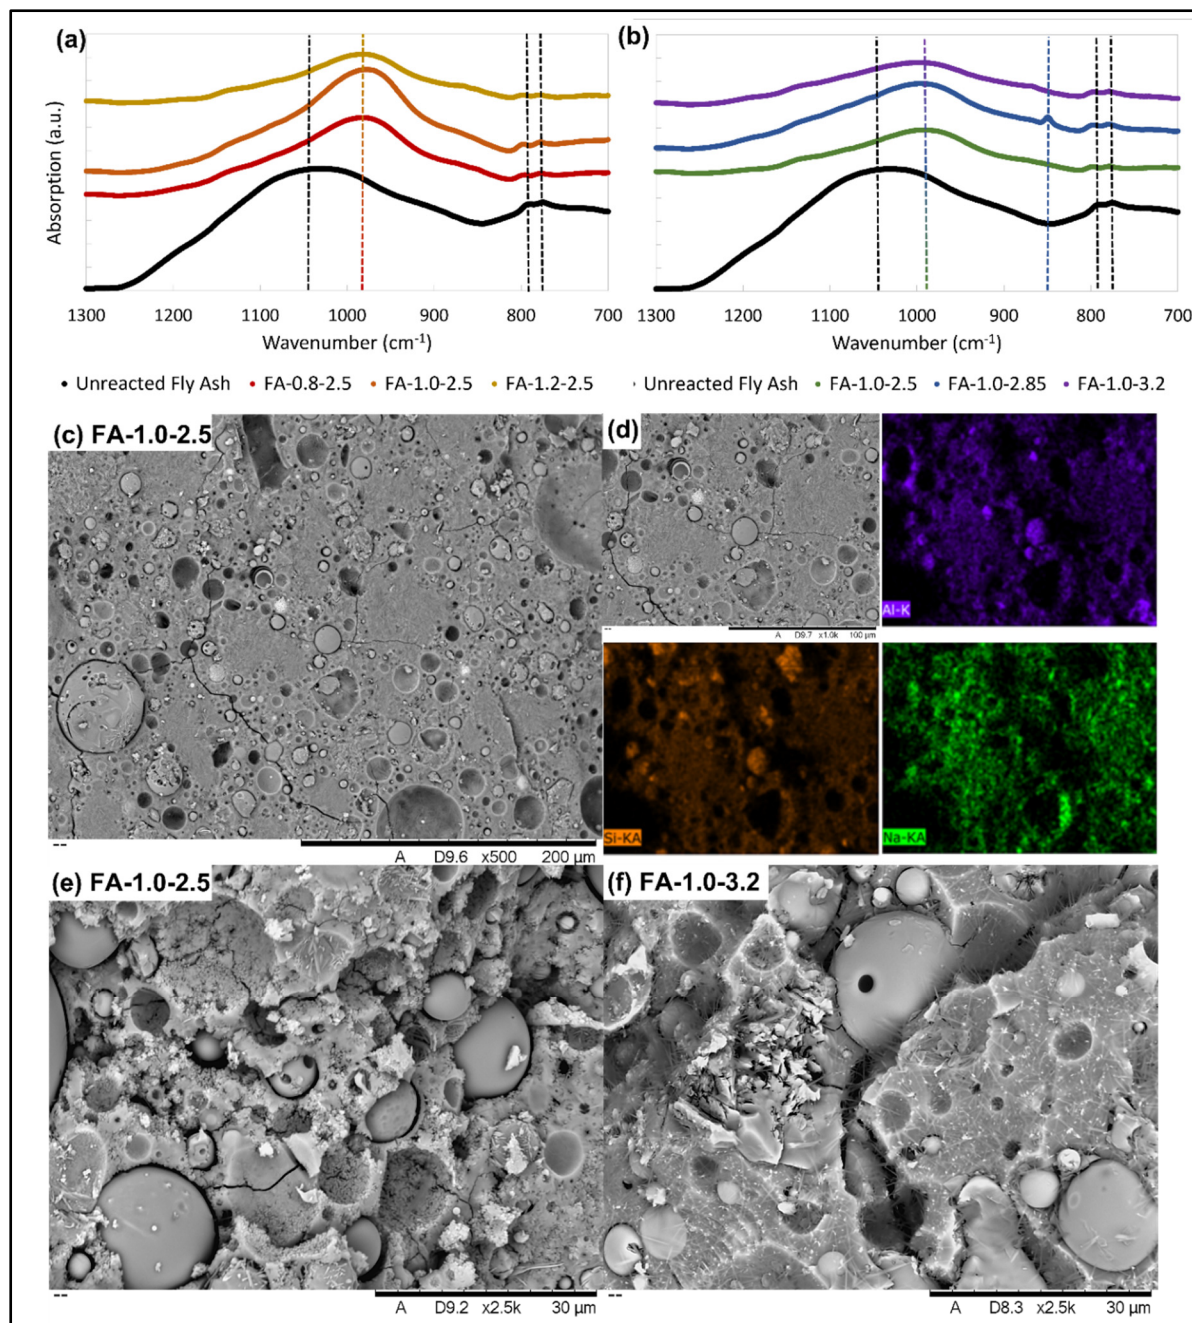 (a)
(b)
Absorption (a.u.)
1300 1200 1100 1000 900 800 700
1300 1200 1100 1000 900 800 700
Wavenumber (cm-1)
Wavenumber (cm-1)
Unreacted Fly Ash FA-0.8-2.5 FA-1.0-2.5 FA-1.2-2.5
Unreacted Fly Ash FA-1.0-2.5 FA-1.0-2.85 FA-1.0-3.2
(c) FA-1.0-2.5
A D9.6 x500 200 µm
(d)
A D9.7 x1.0k 100 µm
Al-K
Si-KA
Na-KA
(e) FA-1.0-2.5
A D9.2 x2.5k 30 µm
(f) FA-1.0-3.2
A D8.3 x2.5k 30 µm